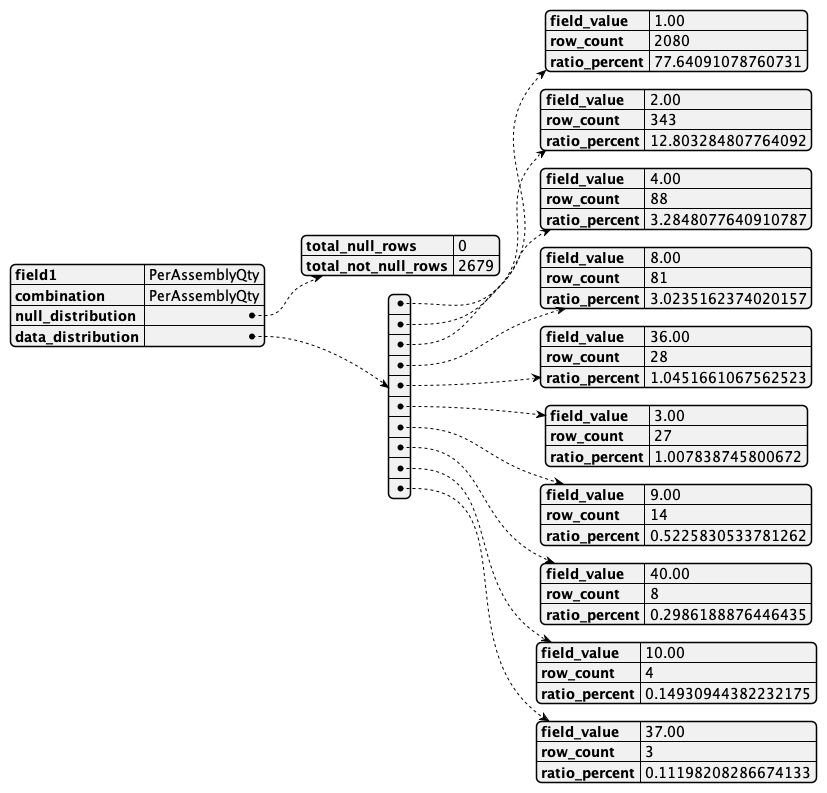 field1 PerAssemblyQty
combination PerAssemblyQty
null_distribution
data_distribution
total_null_rows 0
total_not_null_rows 2679
field_value 1.00
row_count 2080
ratio_percent 77.64091078760731
field_value 2.00
row_count 343
ratio_percent 12.803284807764092
field_value 4.00
row_count 88
ratio_percent 3.2848077640910787
field_value 8.00
row_count 81
ratio_percent 3.0235162374020157
field_value 36.00
row_count 28
ratio_percent 1.0451661067562523
field_value 3.00
row_count 27
ratio_percent 1.007838745800672
field_value 9.00
row_count 14
ratio_percent 0.5225830533781262
field_value 40.00
row_count 8
ratio_percent 0.2986188876446435
field_value 10.00
row_count 4
ratio_percent 0.14930944382232175
field_value 37.00
row_count 3
ratio_percent 0.11198208286674133